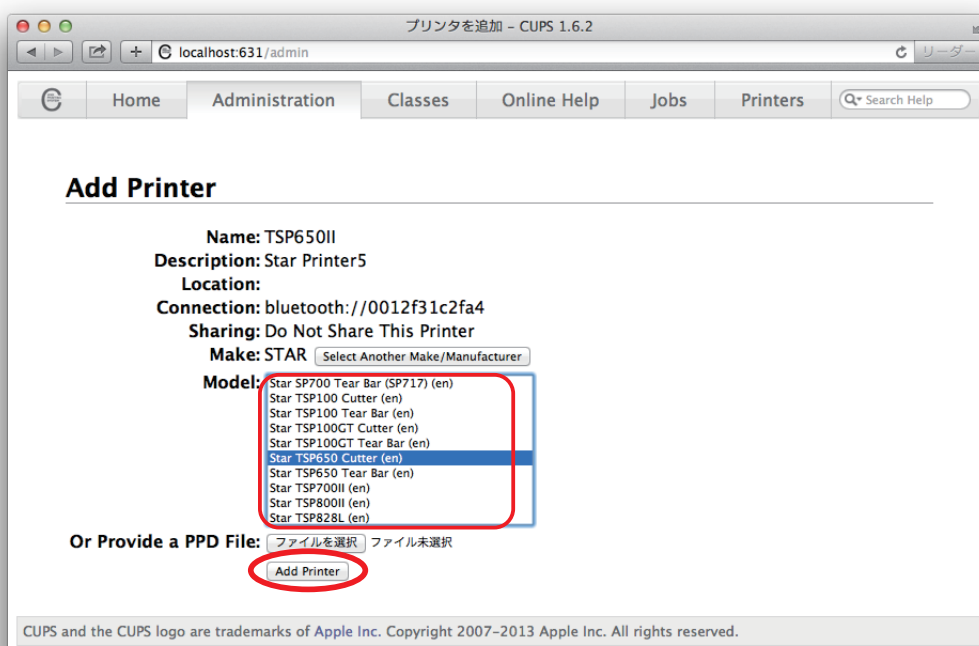 プリンタを追加 – CUPS 1.6.2
localhost:631/admin
リーダー
Home Administration Classes Online Help Jobs Printers Search Help
Add Printer
Name: TSP650II
Description: Star Printer5
Location:
Connection: bluetooth://0012f31c2fa4
Sharing: Do Not Share This Printer
Make: STAR Select Another Make/Manufacturer
Model:
Star SP700 Tear Bar (SP717) (en)
Star TSP100 Cutter (en)
Star TSP100 Tear Bar (en)
Star TSP100GT Cutter (en)
Star TSP100GT Tear Bar (en)
Star TSP650 Cutter (en)
Star TSP650 Tear Bar (en)
Star TSP700II (en)
Star TSP800II (en)
Star TSP828L (en)
Or Provide a PPD File: ファイルを選択 ファイル未選択
Add Printer
CUPS and the CUPS logo are trademarks of Apple Inc. Copyright 2007–2013 Apple Inc. All rights reserved.